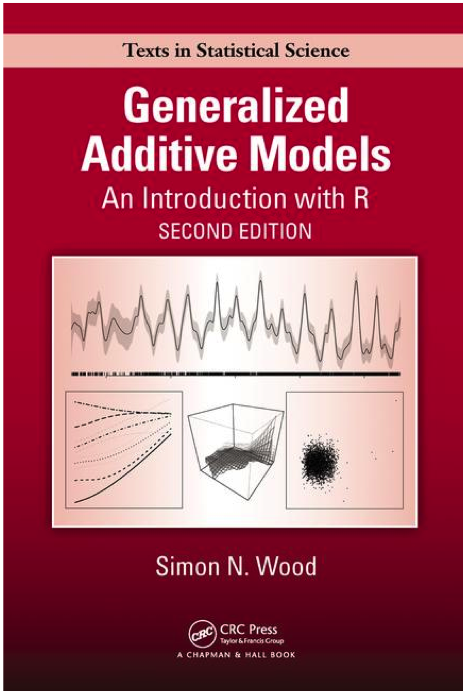 Texts in Statistical Science
Generalized
Additive Models
An Introduction with R
SECOND EDITION
Simon N. Wood
CRC CRC Press
Taylor & Francis Group
A CHAPMAN & HALL BOOK